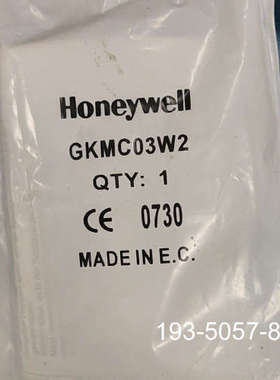 Honeywell
GKMC03W2
QTY: 1
CE 0730
MADE IN E.C.
193-5057-8